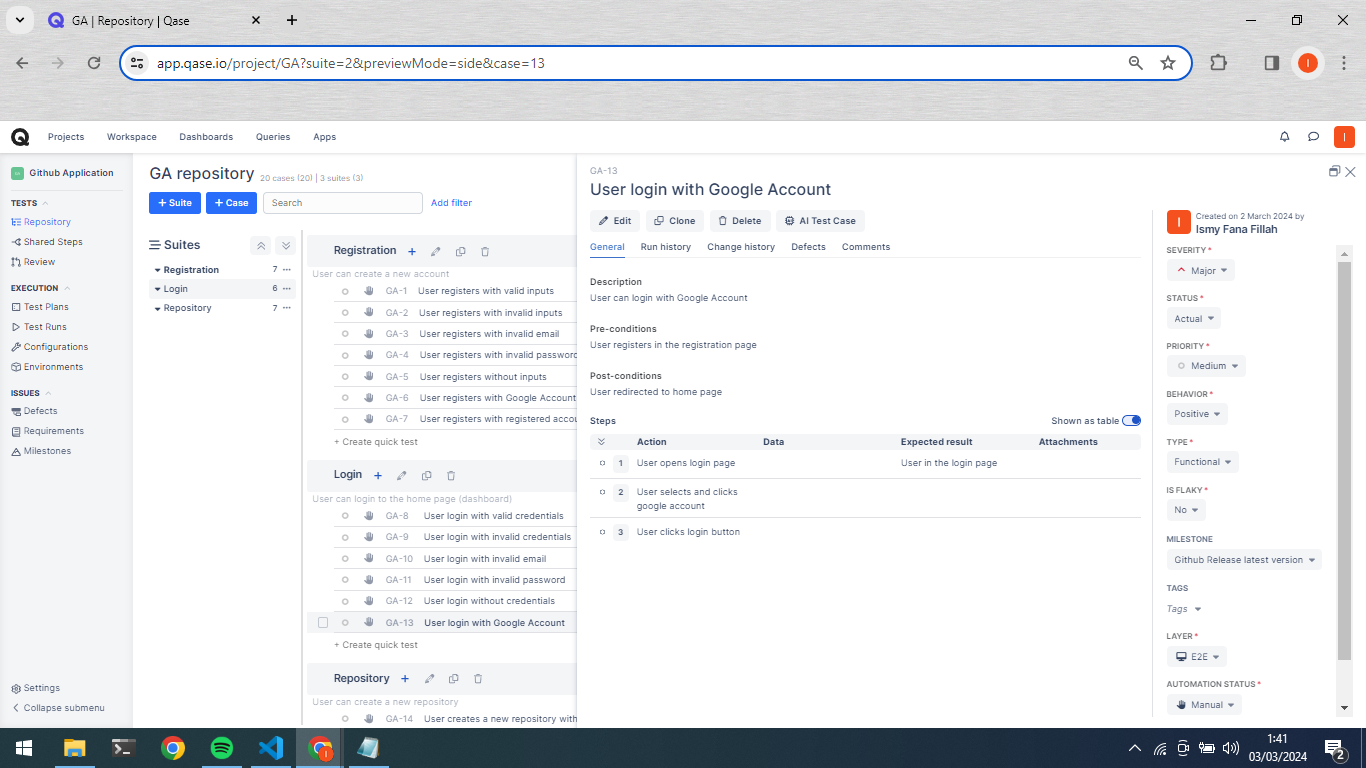 GA | Repository | Qase
app.qase.io/project/GA?suite=2&previewMode=side&case=13
I
Projects
Workspace
Dashboards
Queries
Apps
I
Github Application
TESTS
Repository
Shared Steps
Review
EXECUTION
Test Plans
Test Runs
Configurations
Environments
ISSUES
Defects
Requirements
Milestones
Settings
Collapse submenu
GA repository
20 cases (20) | 3 suites (3)
+ Suite
+ Case
Search
Add filter
Suites
Registration 7
Login 6
Repository 7
Registration
User can create a new account
GA-1 User registers with valid inputs
GA-2 User registers with invalid inputs
GA-3 User registers with invalid email
GA-4 User registers with invalid password
GA-5 User registers without inputs
GA-6 User registers with Google Account
GA-7 User registers with registered accou
+ Create quick test
Login
User can login to the home page (dashboard)
GA-8 User login with valid credentials
GA-9 User login with invalid credentials
GA-10 User login with invalid email
GA-11 User login with invalid password
GA-12 User login without credentials
GA-13 User login with Google Account
+ Create quick test
Repository
User can create a new repository
GA-14 User creates a new repository with
GA-13
User login with Google Account
Edit
Clone
Delete
AI Test Case
General
Run history
Change history
Defects
Comments
Description
User can login with Google Account
Pre-conditions
User registers in the registration page
Post-conditions
User redirected to home page
Steps
Shown as table
Action Data Expected result Attachments
1 User opens login page User in the login page
2 User selects and clicks
google account
3 User clicks login button
I
Created on 2 March 2024 by
Ismy Fana Fillah
SEVERITY *
Major
STATUS *
Actual
PRIORITY *
Medium
BEHAVIOR *
Positive
TYPE *
Functional
IS FLAKY *
No
MILESTONE
Github Release latest version
TAGS
Tags
LAYER *
E2E
AUTOMATION STATUS *
Manual
I
1:41
03/03/2024
2